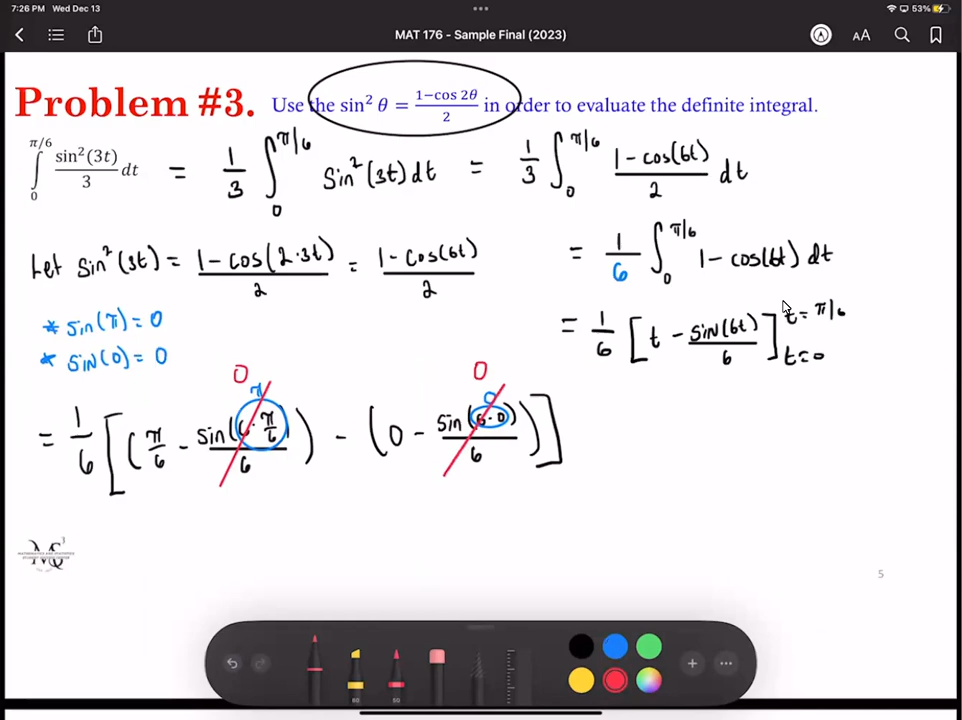 7:26 PM Wed Dec 13
53%
MAT 176 - Sample Final (2023)
AA
Problem #3. Use the sin² θ = (1−cos 2θ)/2 in order to evaluate the definite integral.
∫₀^(π/6) sin²(3t)/3 dt = 1/3 ∫₀^(π/6) Sin²(3t)dt = 1/3 ∫₀^(π/6) (1−cos(6t))/2 dt
Let Sin²(3t) = (1−cos(2·3t))/2 = (1−cos(6t))/2
= 1/6 ∫₀^(π/6) 1− cos(6t) dt
* sin(π) = 0
* SIN(0) = 0
= 1/6 [t − SIN(6t)/6] t=π/6 t=0
0 π 0 0
= 1/6 [(π/6 − sin(6·π/6)/6) − (0 − sin(6·0)/6)]
5
80
50